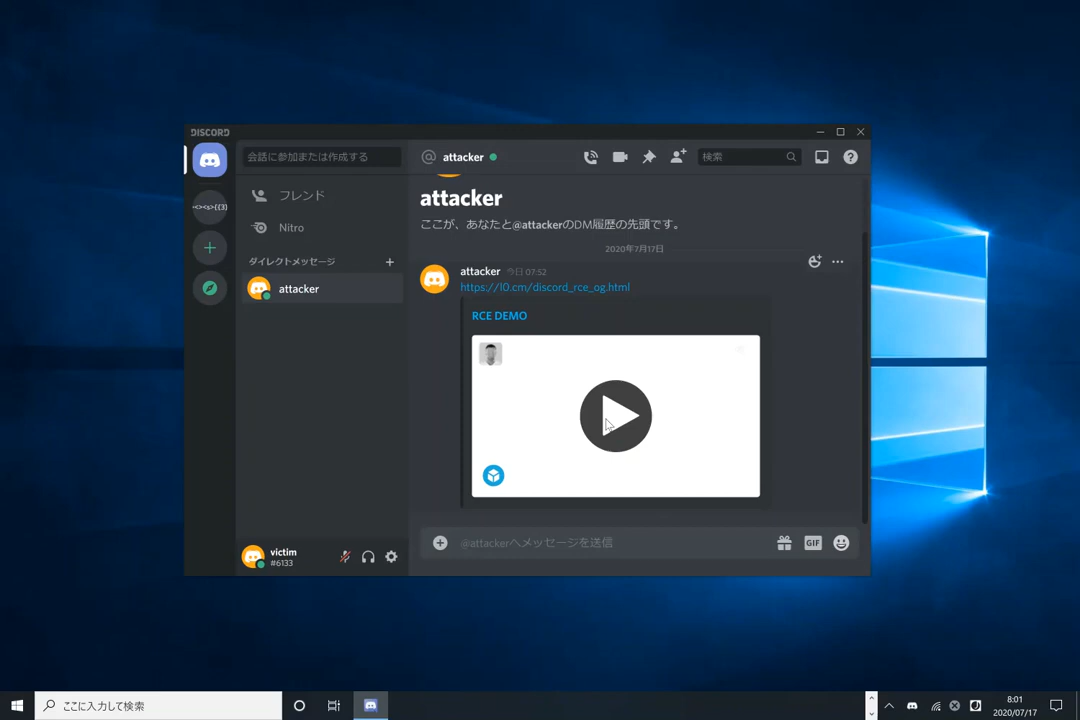 DISCORD
会話に参加または作成する
@ attacker
検索
フレンド
Nitro
ダイレクトメッセージ
attacker
attacker
ここが、あなたと@attackerのDM履歴の先頭です。
2020年7月17日
attacker 今日 07:52
https://l0.cm/discord_rce_og.html
RCE DEMO
victim
#6133
@attackerへメッセージを送信
GIF
ここに入力して検索
8:01
2020/07/17